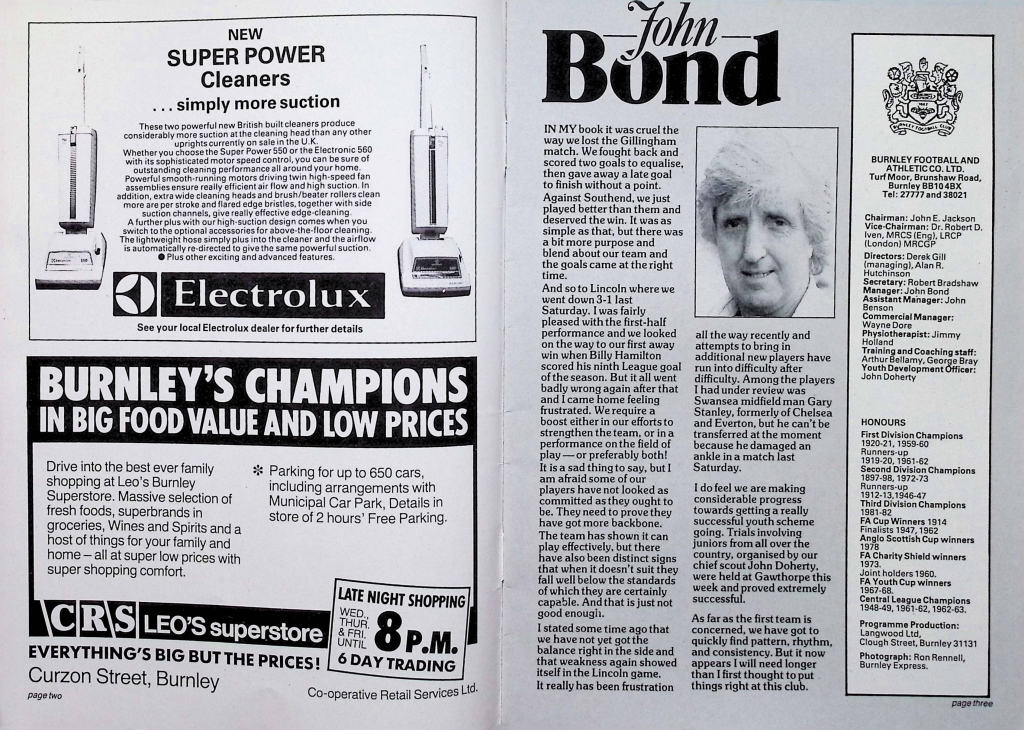 NEW
SUPER POWER
Cleaners
... simply more suction
These two powerful new British built cleaners produce
considerably more suction at the cleaning head than any other
uprights currently on sale in the U.K.
Whether you choose the Super Power 550 or the Electronic 560
with its sophisticated motor speed control, you can be sure of
outstanding cleaning performance all around your home.
Powerful smooth-running motors driving twin high-speed fan
assemblies ensure really efficient air flow and high suction. In
addition, extra wide cleaning heads and brush/beater rollers clean
more are per stroke and flared edge bristles, together with side
suction channels, give really effective edge-cleaning.
A further plus with our high-suction design comes when you
switch to the optional accessories for above-the-floor cleaning.
The lightweight hose simply plus into the cleaner and the airflow
is automatically re-directed to give the same powerful suction.
● Plus other exciting and advanced features.
Electrolux
See your local Electrolux dealer for further details
BURNLEY'S CHAMPIONS
IN BIG FOOD VALUE AND LOW PRICES
Drive into the best ever family
shopping at Leo's Burnley
Superstore. Massive selection of
fresh foods, superbrands in
groceries, Wines and Spirits and a
host of things for your family and
home – all at super low prices with
super shopping comfort.
✻ Parking for up to 650 cars,
including arrangements with
Municipal Car Park, Details in
store of 2 hours' Free Parking.
CRS LEO'S superstore
LATE NIGHT SHOPPING
WED,
THUR.
& FRI.
UNTIL
8 P.M.
6 DAY TRADING
EVERYTHING'S BIG BUT THE PRICES!
Curzon Street, Burnley
Co-operative Retail Services Ltd.
page two
John
Bond
IN MY book it was cruel the
way we lost the Gillingham
match. We fought back and
scored two goals to equalise,
then gave away a late goal
to finish without a point.
Against Southend, we just
played better than them and
deserved the win. It was as
simple as that, but there was
a bit more purpose and
blend about our team and
the goals came at the right
time.
And so to Lincoln where we
went down 3-1 last
Saturday. I was fairly
pleased with the first-half
performance and we looked
on the way to our first away
win when Billy Hamilton
scored his ninth League goal
of the season. But it all went
badly wrong again after that
and I came home feeling
frustrated. We require a
boost either in our efforts to
strengthen the team, or in a
performance on the field of
play — or preferably both!
It is a sad thing to say, but I
am afraid some of our
players have not looked as
committed as they ought to
be. They need to prove they
have got more backbone.
The team has shown it can
play effectively, but there
have also been distinct signs
that when it doesn't suit they
fall well below the standards
of which they are certainly
capable. And that is just not
good enough.
I stated some time ago that
we have not yet got the
balance right in the side and
that weakness again showed
itself in the Lincoln game.
It really has been frustration
all the way recently and
attempts to bring in
additional new players have
run into difficulty after
difficulty. Among the players
I had under review was
Swansea midfield man Gary
Stanley, formerly of Chelsea
and Everton, but he can't be
transferred at the moment
because he damaged an
ankle in a match last
Saturday.
I do feel we are making
considerable progress
towards getting a really
successful youth scheme
going. Trials involving
juniors from all over the
country, organised by our
chief scout John Doherty,
were held at Gawthorpe this
week and proved extremely
successful.
As far as the first team is
concerned, we have got to
quickly find pattern, rhythm,
and consistency. But it now
appears I will need longer
than I first thought to put
things right at this club.
BURNLEY FOOTBALL CLUB
BURNLEY FOOTBALL AND
ATHLETIC CO. LTD.
Turf Moor, Brunshaw Road,
Burnley BB10 4BX
Tel: 27777 and 38021
Chairman: John E. Jackson
Vice-Chairman: Dr. Robert D.
Iven, MRCS (Eng), LRCP
(London) MRCGP
Directors: Derek Gill
(managing), Alan R.
Hutchinson
Secretary: Robert Bradshaw
Manager: John Bond
Assistant Manager: John
Benson
Commercial Manager:
Wayne Dore
Physiotherapist: Jimmy
Holland
Training and Coaching staff:
Arthur Bellamy, George Bray
Youth Development Officer:
John Doherty
HONOURS
First Division Champions
1920-21, 1959-60
Runners-up
1919-20, 1961-62
Second Division Champions
1897-98, 1972-73
Runners-up
1912-13,1946-47
Third Division Champions
1981-82
FA Cup Winners 1914
Finalists 1947, 1962
Anglo Scottish Cup winners
1978
FA Charity Shield winners
1973.
Joint holders 1960.
FA Youth Cup winners
1967-68.
Central League Champions
1948-49, 1961-62, 1962-63.
Programme Production:
Langwood Ltd,
Clough Street, Burnley 31131
Photograph: Ron Rennell,
Burnley Express.
page three